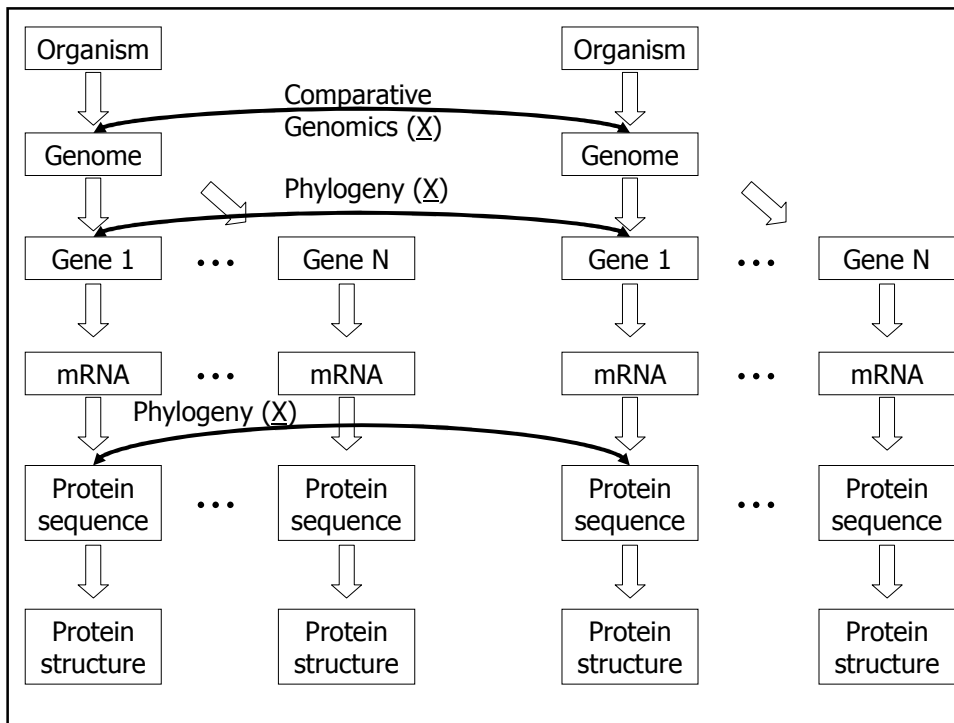 Organism
Organism
Comparative
Genomics (X)
Genome
Genome
Phylogeny (X)
Gene 1
...
Gene N
Gene 1
...
Gene N
mRNA
...
mRNA
mRNA
...
mRNA
Phylogeny (X)
Protein
sequence
...
Protein
sequence
Protein
sequence
...
Protein
sequence
Protein
structure
Protein
structure
Protein
structure
Protein
structure